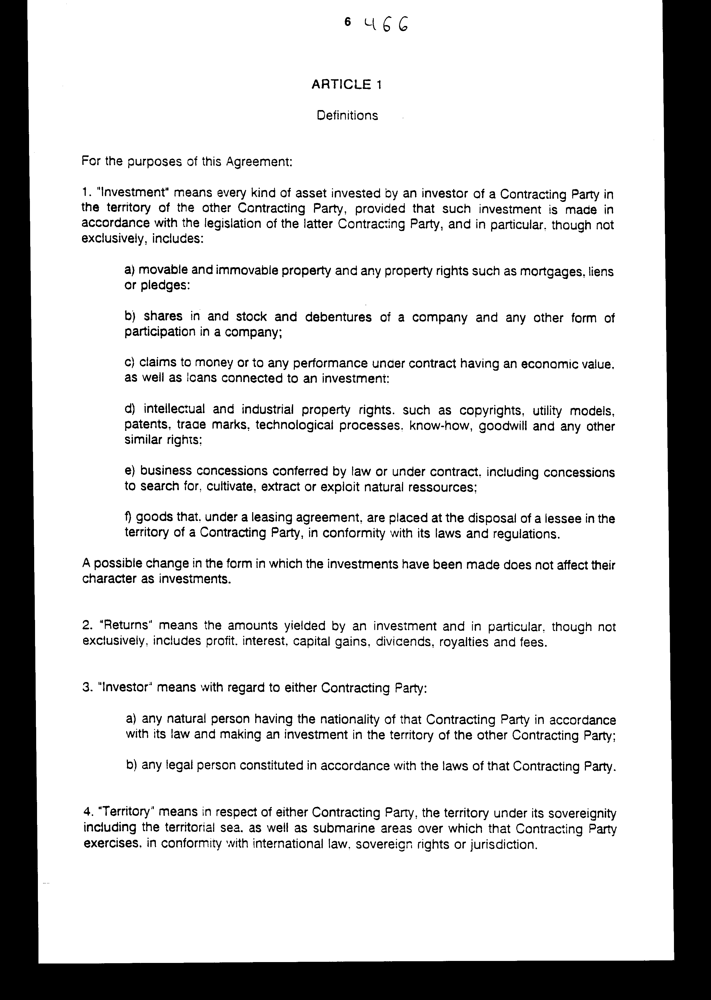 6 466
ARTICLE 1
Definitions
For the purposes of this Agreement:
1. "Investment" means every kind of asset invested by an investor of a Contracting Party in
the territory of the other Contracting Party, provided that such investment is made in
accordance with the legislation of the latter Contracting Party, and in particular, though not
exclusively, includes:
a) movable and immovable property and any property rights such as mortgages, liens
or pledges:
b) shares in and stock and debentures of a company and any other form of
participation in a company;
c) claims to money or to any performance under contract having an economic value,
as well as loans connected to an investment:
d) intellectual and industrial property rights, such as copyrights, utility models,
patents, trade marks, technological processes, know-how, goodwill and any other
similar rights;
e) business concessions conferred by law or under contract, including concessions
to search for, cultivate, extract or exploit natural ressources;
f) goods that, under a leasing agreement, are placed at the disposal of a lessee in the
territory of a Contracting Party, in conformity with its laws and regulations.
A possible change in the form in which the investments have been made does not affect their
character as investments.
2. "Returns" means the amounts yielded by an investment and in particular, though not
exclusively, includes profit, interest, capital gains, dividends, royalties and fees.
3. "Investor" means with regard to either Contracting Party:
a) any natural person having the nationality of that Contracting Party in accordance
with its law and making an investment in the territory of the other Contracting Party;
b) any legal person constituted in accordance with the laws of that Contracting Party.
4. "Territory" means in respect of either Contracting Party, the territory under its sovereignity
including the territorial sea, as well as submarine areas over which that Contracting Party
exercises, in conformity with international law, sovereign rights or jurisdiction.